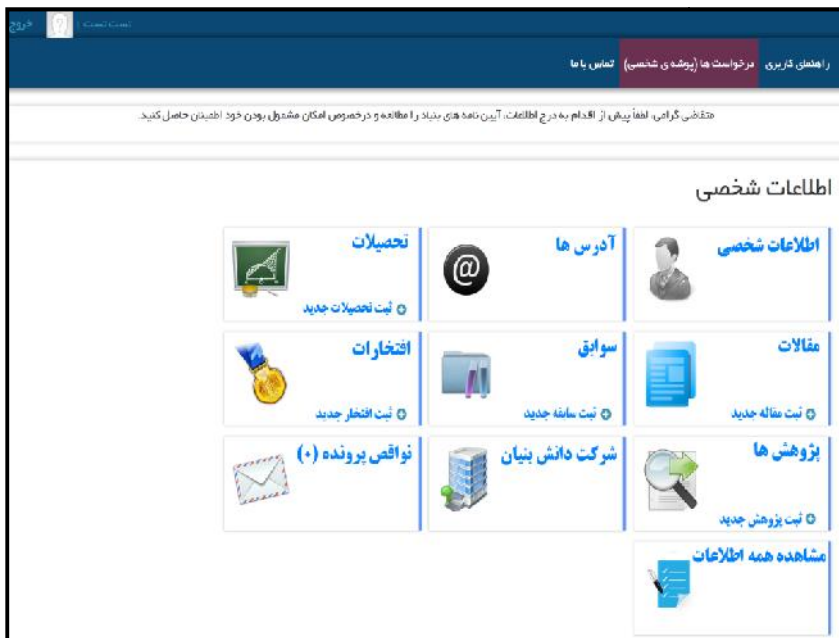 تست تست | خروج
راهنمای کاربری درخواست ها (پوشه ی شخصی) تماس با ما
متقاضی گرامی، لطفاً پیش از اقدام به درج اطلاعات، آیین نامه های بنیاد را مطالعه و درخصوص امکان مشمول بودن خود اطمینان حاصل کنید.
اطلاعات شخصی
اطلاعات شخصی
آدرس ها
تحصیلات
ثبت تحصیلات جدید
مقالات
ثبت مقاله جدید
سوابق
ثبت سابقه جدید
افتخارات
ثبت افتخار جدید
پژوهش ها
ثبت پژوهش جدید
شرکت دانش بنیان
نواقص پرونده (۰)
مشاهده همه اطلاعات